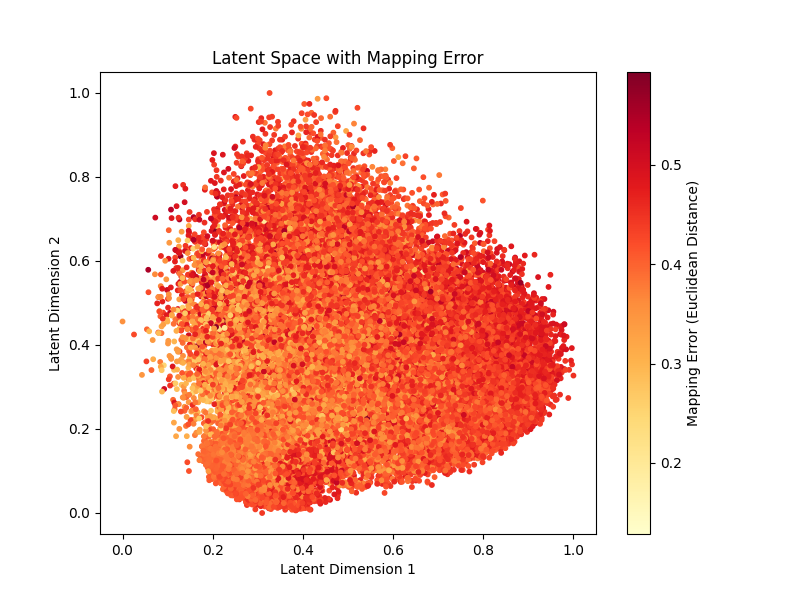 Latent Space with Mapping Error
Latent Dimension 2
1.0
0.8
0.6
0.4
0.2
0.0
0.0 0.2 0.4 0.6 0.8 1.0
Latent Dimension 1
0.5
0.4
0.3
0.2
Mapping Error (Euclidean Distance)